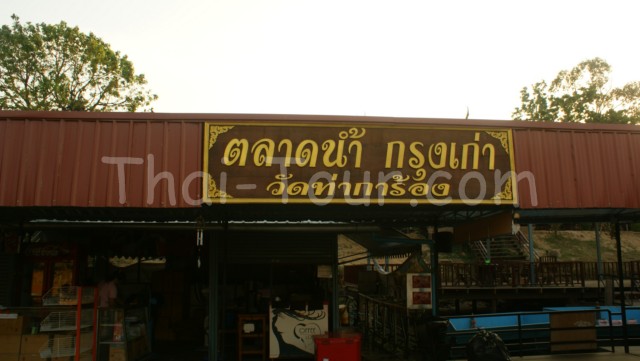 ตลาดน้ำ กรุงเก่า
วัดท่าการ้อง
Thai-Tour.com